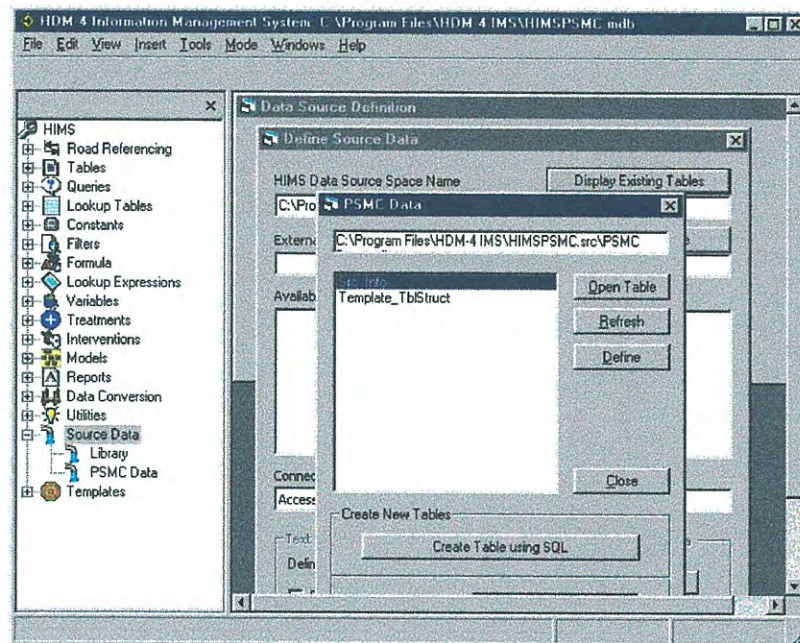 HDM-4 Information Management System: C:\Program Files\HDM-4 IMS\HIMSPSMC.mdb
File Edit View Insert Tools Mode Windows Help
HIMS
Road Referencing
Tables
Queries
Lookup Tables
Constants
Filters
Formula
Lookup Expressions
Variables
Treatments
Interventions
Models
Reports
Data Conversion
Utilities
Source Data
Library
PSMC Data
Templates
Data Source Definition
Define Source Data
HIMS Data Source Space Name
Display Existing Tables
C:\Pro
Externa
Availab
Connec
Access
Text
Delin
PSMC Data
C:\Program Files\HDM-4 IMS\HIMSPSMC.src\PSMC
Src_Info
Template_TblStruct
Open Table
Refresh
Define
Close
Create New Tables
Create Table using SQL